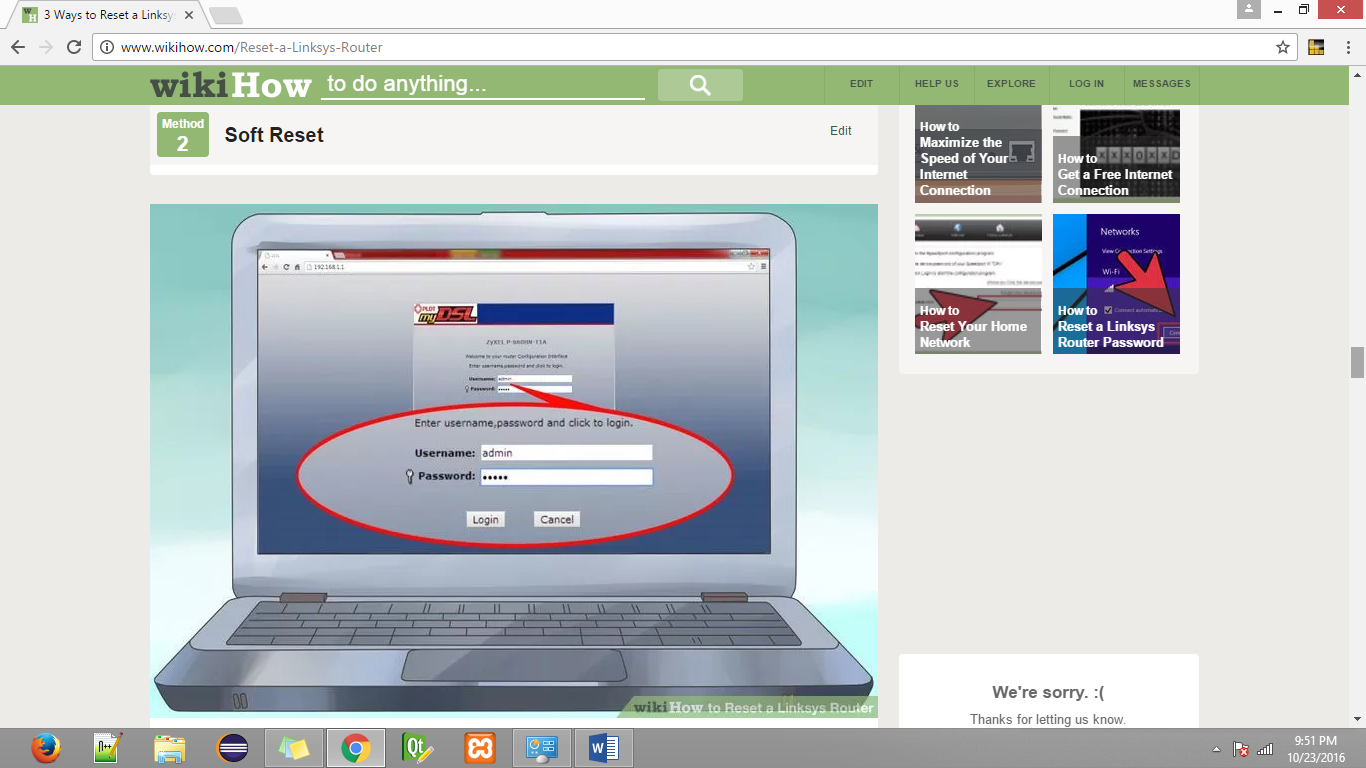 3 Ways to Reset a Linksys
www.wikihow.com/Reset-a-Linksys-Router
wikiHow to do anything...
EDIT
HELP US
EXPLORE
LOG IN
MESSAGES
Method
2
Soft Reset
Edit
192.168.1.1
PLDT
myDSL
ZyXEL P-660HN-T1A
Welcome to your router Configuration Interface
Enter username,password and click to login.
Username: admin
Password: •••••
Enter username,password and click to login.
Username: admin
Password: •••••
Login
Cancel
wikiHow to Reset a Linksys Router
How to
Maximize the
Speed of Your
Internet
Connection
How to
Get a Free Internet
Connection
How to
Reset Your Home
Network
Networks
View Connection Settings
Wi-Fi
How to
Reset a Linksys
Router Password
We're sorry. :(
Thanks for letting us know.
9:51 PM
10/23/2016